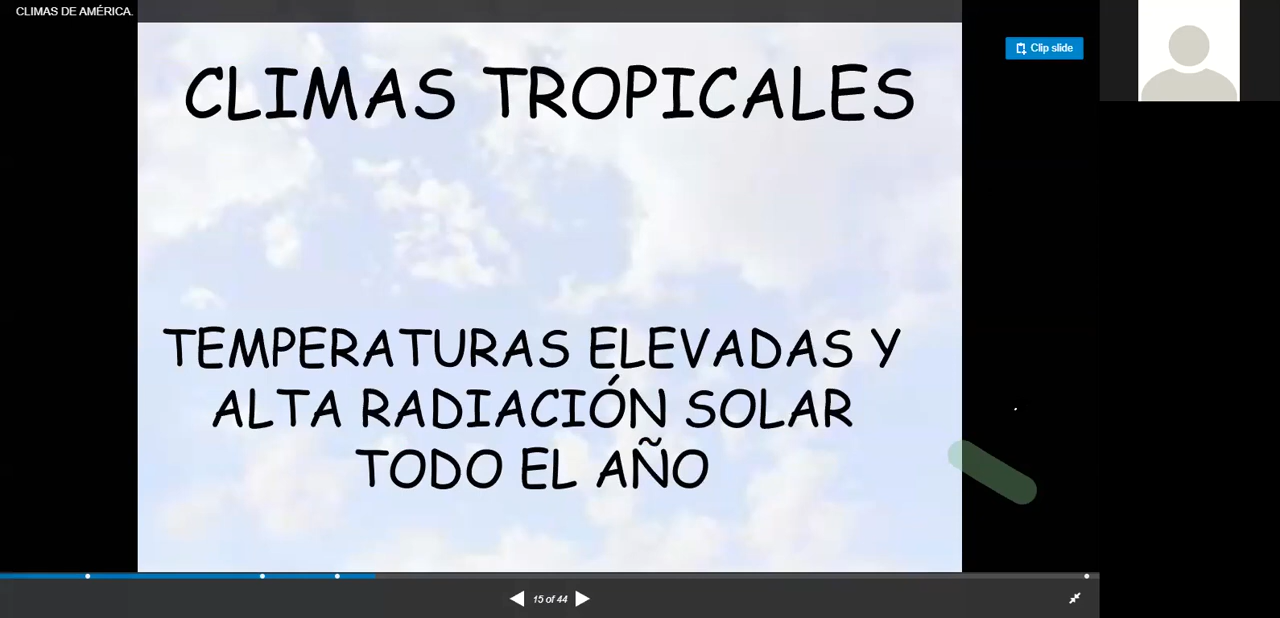 CLIMAS DE AMÉRICA.
Clip slide
CLIMAS TROPICALES
TEMPERATURAS ELEVADAS Y
ALTA RADIACIÓN SOLAR
TODO EL AÑO
15 of 44